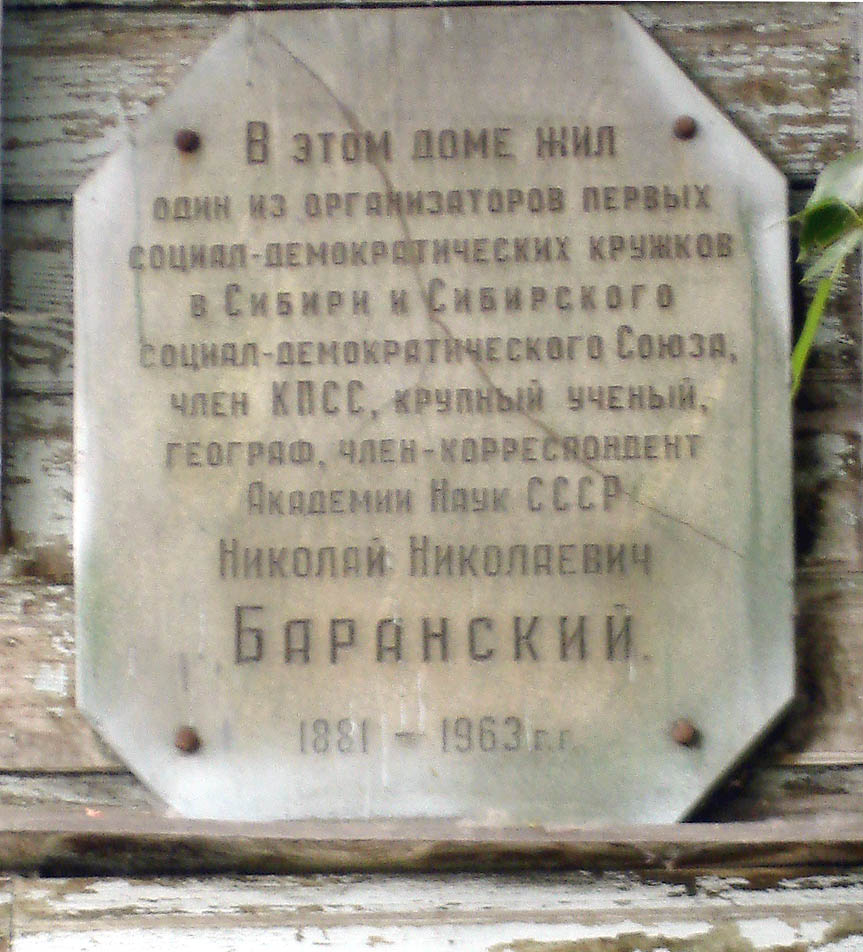 В этом доме жил
один из организаторов первых
социал-демократических кружков
в Сибири и Сибирского
социал-демократического Союза,
член КПСС, крупный ученый,
географ, член-корреспондент
Академии Наук СССР
Николай Николаевич
Баранский.
1881 – 1963 г.г.